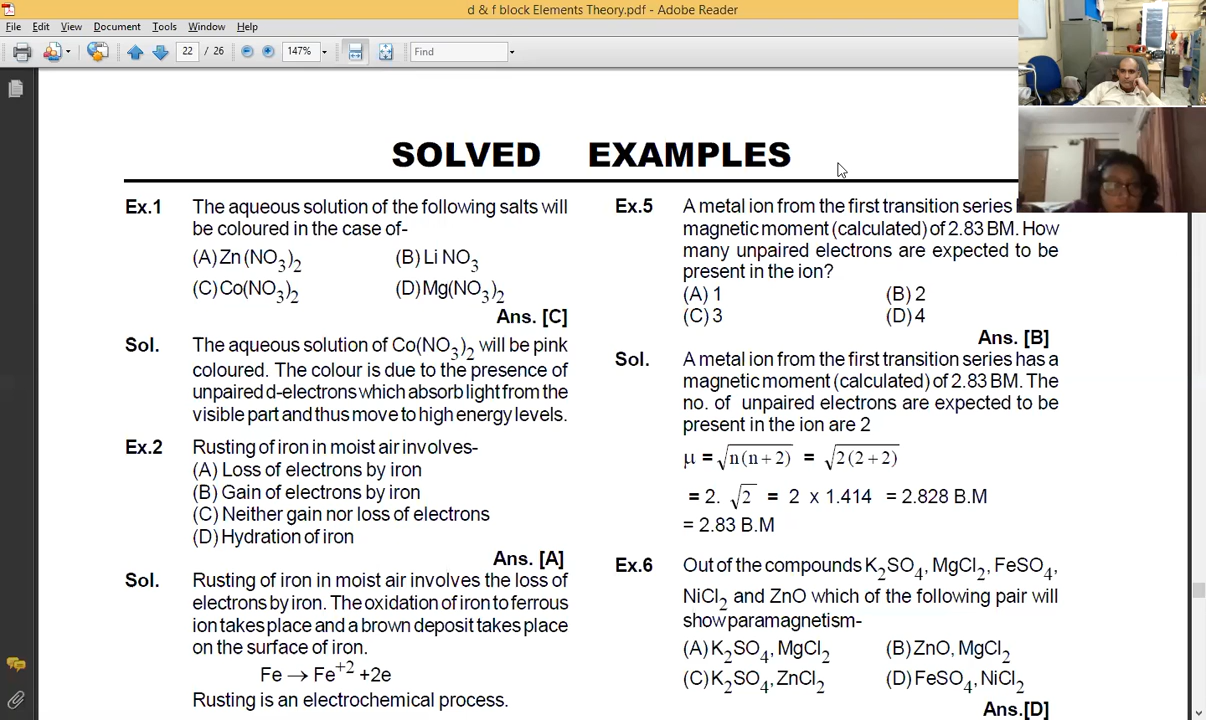 d & f block Elements Theory.pdf - Adobe Reader
File Edit View Document Tools Window Help
22 / 26 147% Find
SOLVED EXAMPLES
Ex.1 The aqueous solution of the following salts will
be coloured in the case of-
(A) Zn (NO₃)₂ (B) Li NO₃
(C) Co(NO₃)₂ (D) Mg(NO₃)₂
Ans. [C]
Sol. The aqueous solution of Co(NO₃)₂ will be pink
coloured. The colour is due to the presence of
unpaired d-electrons which absorb light from the
visible part and thus move to high energy levels.
Ex.2 Rusting of iron in moist air involves-
(A) Loss of electrons by iron
(B) Gain of electrons by iron
(C) Neither gain nor loss of electrons
(D) Hydration of iron
Ans. [A]
Sol. Rusting of iron in moist air involves the loss of
electrons by iron. The oxidation of iron to ferrous
ion takes place and a brown deposit takes place
on the surface of iron.
Fe → Fe⁺² +2e
Rusting is an electrochemical process.
Ex.5 A metal ion from the first transition series
magnetic moment (calculated) of 2.83 BM. How
many unpaired electrons are expected to be
present in the ion?
(A) 1 (B) 2
(C) 3 (D) 4
Ans. [B]
Sol. A metal ion from the first transition series has a
magnetic moment (calculated) of 2.83 BM. The
no. of unpaired electrons are expected to be
present in the ion are 2
μ = √n(n+2) = √2(2+2)
= 2. √2 = 2 x 1.414 = 2.828 B.M
= 2.83 B.M
Ex.6 Out of the compounds K₂SO₄, MgCl₂, FeSO₄,
NiCl₂ and ZnO which of the following pair will
show paramagnetism-
(A) K₂SO₄, MgCl₂ (B) ZnO, MgCl₂
(C) K₂SO₄, ZnCl₂ (D) FeSO₄, NiCl₂
Ans.[D]